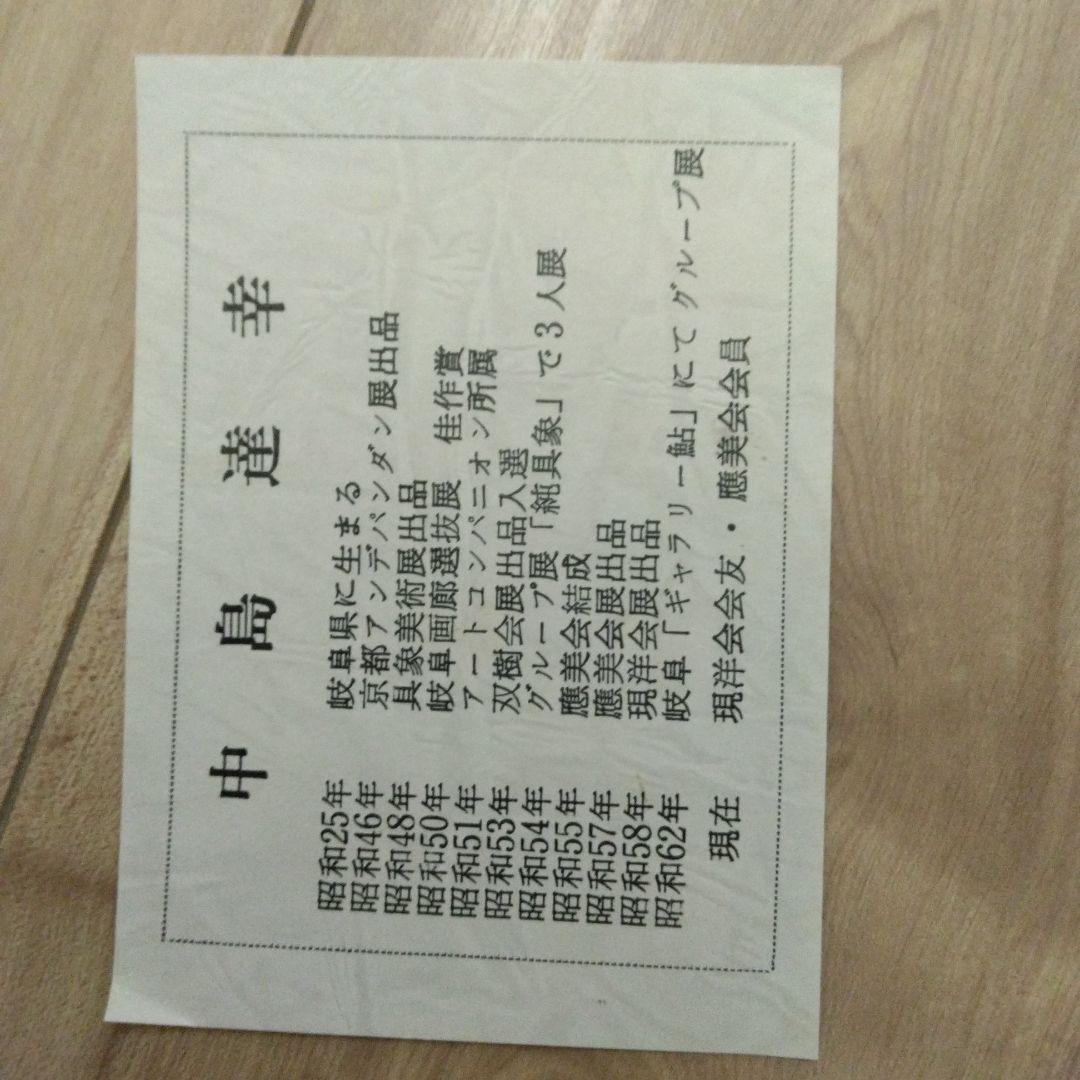 中島達幸
昭和25年 岐阜県に生まる
昭和46年 京都アンデパンダン展出品
昭和48年 具象美術展出品
昭和50年 岐阜画廊選抜展 佳作賞
昭和51年 アートコンパニオン所属
昭和53年 双樹会展出品入選
昭和54年 グループ展「純具象」で3人展
昭和55年 應美会結成
昭和57年 應美会展出品
昭和58年 現洋会展出品
昭和62年 岐阜「ギャラリー鮎」にてグループ展
現在 現洋会会友・應美会会員